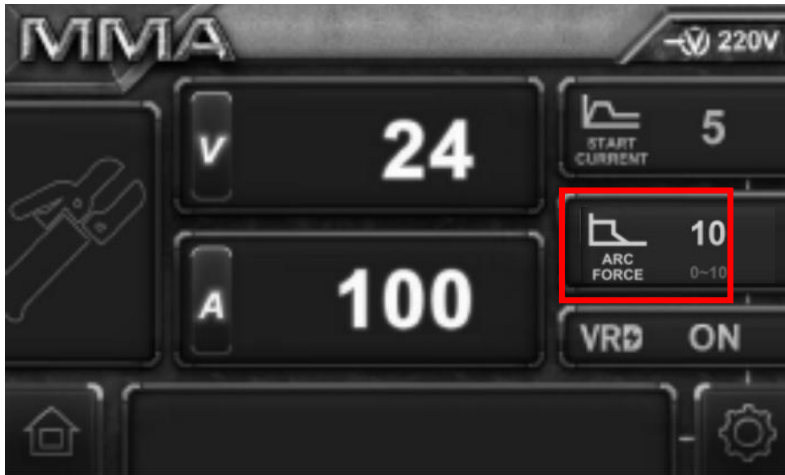 MMA
220V
V 24
START CURRENT 5
A 100
ARC FORCE 10
0~10
VRD ON